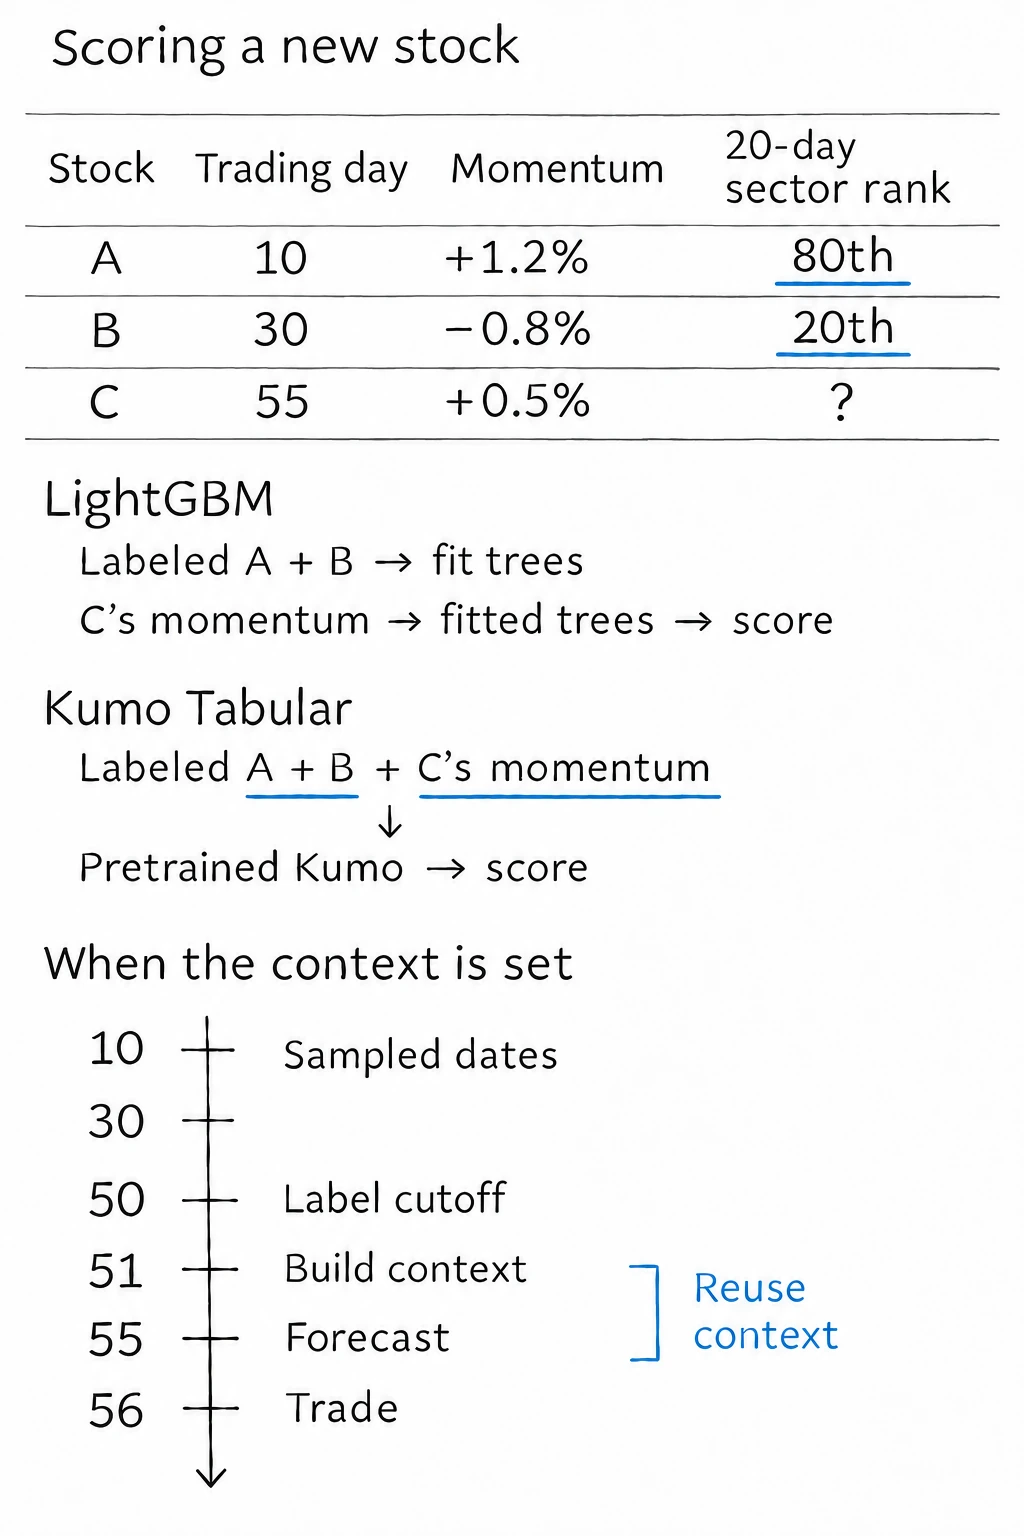 Scoring a new stock
Stock Trading day Momentum 20-day sector rank
A 10 +1.2% 80th
B 30 −0.8% 20th
C 55 +0.5% ?
LightGBM
Labeled A + B → fit trees
C's momentum → fitted trees → score
Kumo Tabular
Labeled A + B + C's momentum
↓
Pretrained Kumo → score
When the context is set
10 Sampled dates
30
50 Label cutoff
51 Build context
55 Forecast
56 Trade
Reuse
context